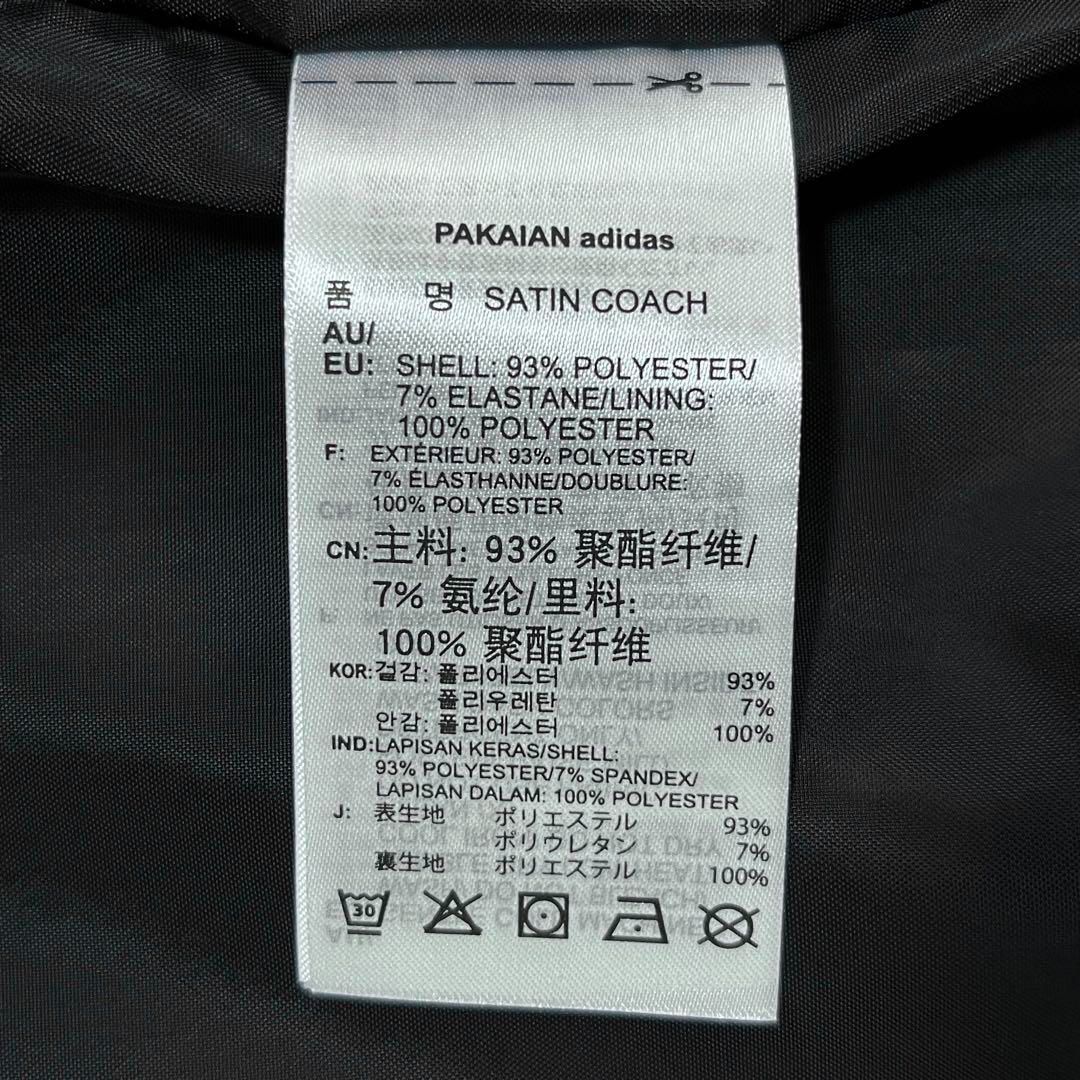 PAKAIAN adidas
품 명 SATIN COACH
AU/
EU: SHELL: 93% POLYESTER/
7% ELASTANE/LINING:
100% POLYESTER
F: EXTÉRIEUR: 93% POLYESTER/
7% ÉLASTHANNE/DOUBLURE:
100% POLYESTER
CN: 主料: 93% 聚酯纤维/
7% 氨纶/里料:
100% 聚酯纤维
KOR: 겉감: 폴리에스터 93%
폴리우레탄 7%
안감: 폴리에스터 100%
IND: LAPISAN KERAS/SHELL:
93% POLYESTER/7% SPANDEX/
LAPISAN DALAM: 100% POLYESTER
J: 表生地 ポリエステル 93%
ポリウレタン 7%
裏生地 ポリエステル 100%
30